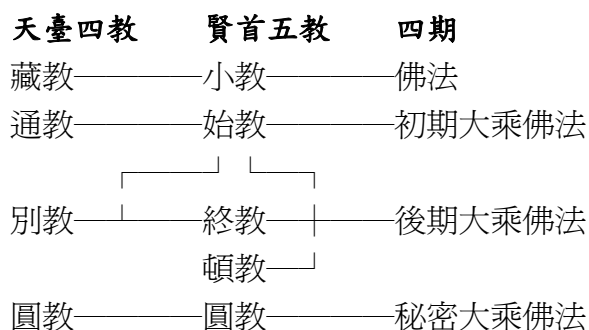 天臺四教 賢首五教 四期
藏教————小教————佛法
通教————始教————初期大乘佛法
┌———┘└——┐
別教—┴——終教—┼——後期大乘佛法
頓教—┘
圓教————圓教————秘密大乘佛法